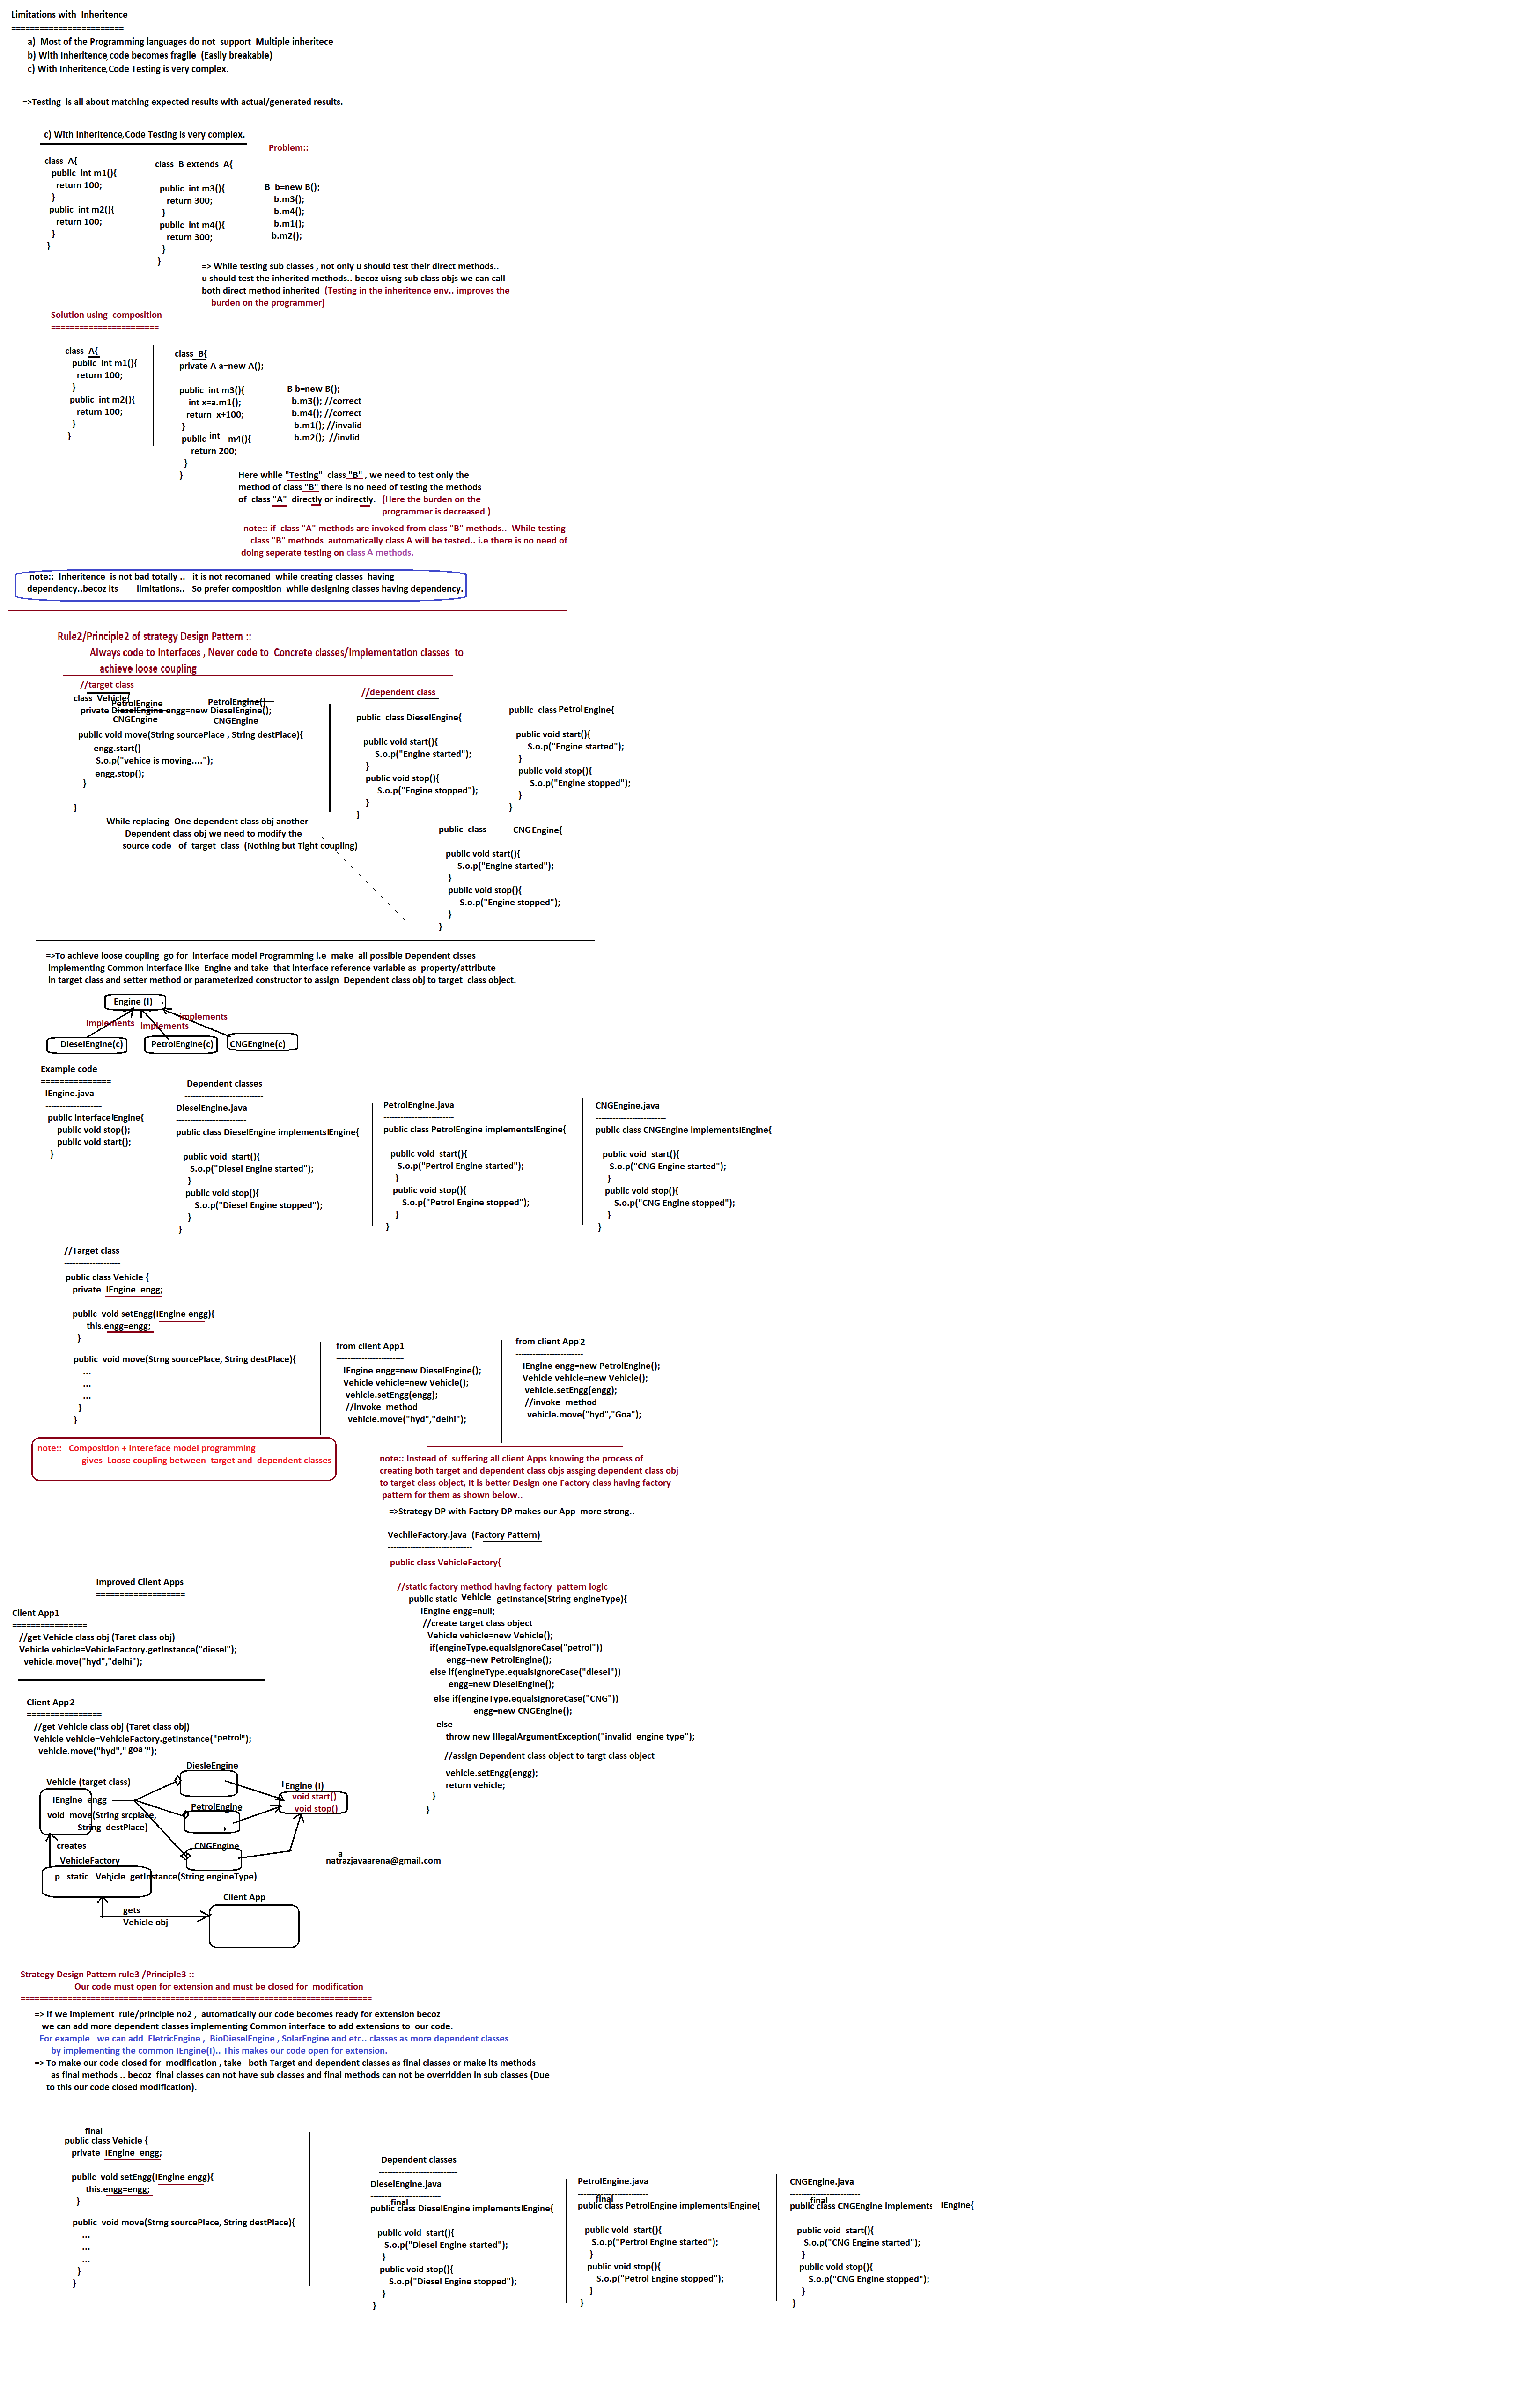 Limitations with Inheritence
========================
a) Most of the Programming languages do not support Multiple inheritece
b) With Inheritence,code becomes fragile (Easily breakable)
c) With Inheritence,Code Testing is very complex.
=>Testing is all about matching expected results with actual/generated results.
c) With Inheritence,Code Testing is very complex.
Problem::
class A{
public int m1(){
return 100;
}
public int m2(){
return 100;
}
}
class B extends A{
public int m3(){
return 300;
}
public int m4(){
return 300;
}
}
B b=new B();
b.m3();
b.m4();
b.m1();
b.m2();
=> While testing sub classes , not only u should test their direct methods..
u should test the inherited methods.. becoz uisng sub class objs we can call
both direct method inherited (Testing in the inheritence env.. improves the
burden on the programmer)
Solution using composition
=======================
class A{
public int m1(){
return 100;
}
public int m2(){
return 100;
}
}
class B{
private A a=new A();
public int m3(){
int x=a.m1();
return x+100;
}
public int m4(){
return 200;
}
}
B b=new B();
b.m3(); //correct
b.m4(); //correct
b.m1(); //invalid
b.m2(); //invlid
Here while "Testing" class "B" , we need to test only the
method of class "B" there is no need of testing the methods
of class "A" directly or indirectly. (Here the burden on the
programmer is decreased )
note:: if class "A" methods are invoked from class "B" methods.. While testing
class "B" methods automatically class A will be tested.. i.e there is no need of
doing seperate testing on class A methods.
note:: Inheritence is not bad totally .. it is not recomaned while creating classes having
dependency..becoz its limitations.. So prefer composition while designing classes having dependency.
Rule2/Principle2 of strategy Design Pattern ::
Always code to Interfaces , Never code to Concrete classes/Implementation classes to
achieve loose coupling
//target class
class Vehicle{
PetrolEngine PetrolEngine()
private DieselEngine engg=new DieselEngine();
CNGEngine CNGEngine
public void move(String sourcePlace , String destPlace){
engg.start()
S.o.p("vehice is moving....");
engg.stop();
}
}
//dependent class
public class DieselEngine{
public void start(){
S.o.p("Engine started");
}
public void stop(){
S.o.p("Engine stopped");
}
}
public class Petrol Engine{
public void start(){
S.o.p("Engine started");
}
public void stop(){
S.o.p("Engine stopped");
}
}
While replacing One dependent class obj another
Dependent class obj we need to modify the
source code of target class (Nothing but Tight coupling)
public class CNG Engine{
public void start(){
S.o.p("Engine started");
}
public void stop(){
S.o.p("Engine stopped");
}
}
=>To achieve loose coupling go for interface model Programming i.e make all possible Dependent clsses
implementing Common interface like Engine and take that interface reference variable as property/attribute
in target class and setter method or parameterized constructor to assign Dependent class obj to target class object.
Engine (I)
implements
implements
implements
DieselEngine(c)
PetrolEngine(c)
CNGEngine(c)
Example code
===============
IEngine.java
--------------------
public interface IEngine{
public void stop();
public void start();
}
Dependent classes
----------------------------
DieselEngine.java
-------------------------
public class DieselEngine implements IEngine{
public void start(){
S.o.p("Diesel Engine started");
}
public void stop(){
S.o.p("Diesel Engine stopped");
}
}
PetrolEngine.java
-------------------------
public class PetrolEngine implements IEngine{
public void start(){
S.o.p("Pertrol Engine started");
}
public void stop(){
S.o.p("Petrol Engine stopped");
}
}
CNGEngine.java
-------------------------
public class CNGEngine implements IEngine{
public void start(){
S.o.p("CNG Engine started");
}
public void stop(){
S.o.p("CNG Engine stopped");
}
}
//Target class
--------------------
public class Vehicle {
private IEngine engg;
public void setEngg(IEngine engg){
this.engg=engg;
}
public void move(Strng sourcePlace, String destPlace){
...
...
...
}
}
from client App1
------------------------
IEngine engg=new DieselEngine();
Vehicle vehicle=new Vehicle();
vehicle.setEngg(engg);
//invoke method
vehicle.move("hyd","delhi");
from client App2
------------------------
IEngine engg=new PetrolEngine();
Vehicle vehicle=new Vehicle();
vehicle.setEngg(engg);
//invoke method
vehicle.move("hyd","Goa");
note:: Composition + Intereface model programming
gives Loose coupling between target and dependent classes
note:: Instead of suffering all client Apps knowing the process of
creating both target and dependent class objs assging dependent class obj
to target class object, It is better Design one Factory class having factory
pattern for them as shown below..
=>Strategy DP with Factory DP makes our App more strong..
VechileFactory.java (Factory Pattern)
------------------------------
public class VehicleFactory{
//static factory method having factory pattern logic
public static Vehicle getInstance(String engineType){
IEngine engg=null;
//create target class object
Vehicle vehicle=new Vehicle();
if(engineType.equalsIgnoreCase("petrol"))
engg=new PetrolEngine();
else if(engineType.equalsIgnoreCase("diesel"))
engg=new DieselEngine();
else if(engineType.equalsIgnoreCase("CNG"))
engg=new CNGEngine();
else
throw new IllegalArgumentException("invalid engine type");
//assign Dependent class object to targt class object
vehicle.setEngg(engg);
return vehicle;
}
}
Improved Client Apps
===================
Client App1
================
//get Vehicle class obj (Taret class obj)
Vehicle vehicle=VehicleFactory.getInstance("diesel");
vehicle.move("hyd","delhi");
Client App2
================
//get Vehicle class obj (Taret class obj)
Vehicle vehicle=VehicleFactory.getInstance("petrol");
vehicle.move("hyd"," goa '");
Vehicle (target class)
IEngine engg
void move(String srcplace,
String destPlace)
DiesleEngine
PetrolEngine
CNGEngine
IEngine (I)
void start()
void stop()
creates
VehicleFactory
p static Vehicle getInstance(String engineType)
a
natrazjavaarena@gmail.com
Client App
gets
Vehicle obj
Strategy Design Pattern rule3 /Principle3 ::
Our code must open for extension and must be closed for modification
===========================================================================
=> If we implement rule/principle no2 , automatically our code becomes ready for extension becoz
we can add more dependent classes implementing Common interface to add extensions to our code.
For example we can add EletricEngine , BioDieselEngine , SolarEngine and etc.. classes as more dependent classes
by implementing the common IEngine(I).. This makes our code open for extension.
=> To make our code closed for modification , take both Target and dependent classes as final classes or make its methods
as final methods .. becoz final classes can not have sub classes and final methods can not be overridden in sub classes (Due
to this our code closed modification).
final
public class Vehicle {
private IEngine engg;
public void setEngg(IEngine engg){
this.engg=engg;
}
public void move(Strng sourcePlace, String destPlace){
...
...
...
}
}
Dependent classes
----------------------------
DieselEngine.java
-------------------------
final
public class DieselEngine implements IEngine{
public void start(){
S.o.p("Diesel Engine started");
}
public void stop(){
S.o.p("Diesel Engine stopped");
}
}
PetrolEngine.java
-------------------------
final
public class PetrolEngine implements IEngine{
public void start(){
S.o.p("Pertrol Engine started");
}
public void stop(){
S.o.p("Petrol Engine stopped");
}
}
CNGEngine.java
-------------------------
final
public class CNGEngine implements IEngine{
public void start(){
S.o.p("CNG Engine started");
}
public void stop(){
S.o.p("CNG Engine stopped");
}
}